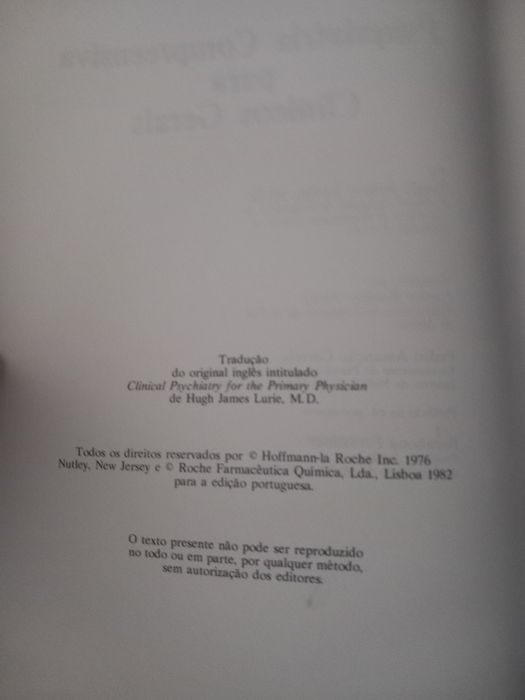 Tradução
do original inglês intitulado
Clinical Psychiatry for the Primary Physician
de Hugh James Lurie, M. D.
Todos os direitos reservados por © Hoffmann-la Roche Inc. 1976
Nutley, New Jersey e © Roche Farmacêutica Química, Lda., Lisboa 1982
para a edição portuguesa.
O texto presente não pode ser reproduzido
no todo ou em parte, por qualquer método,
sem autorização dos editores.